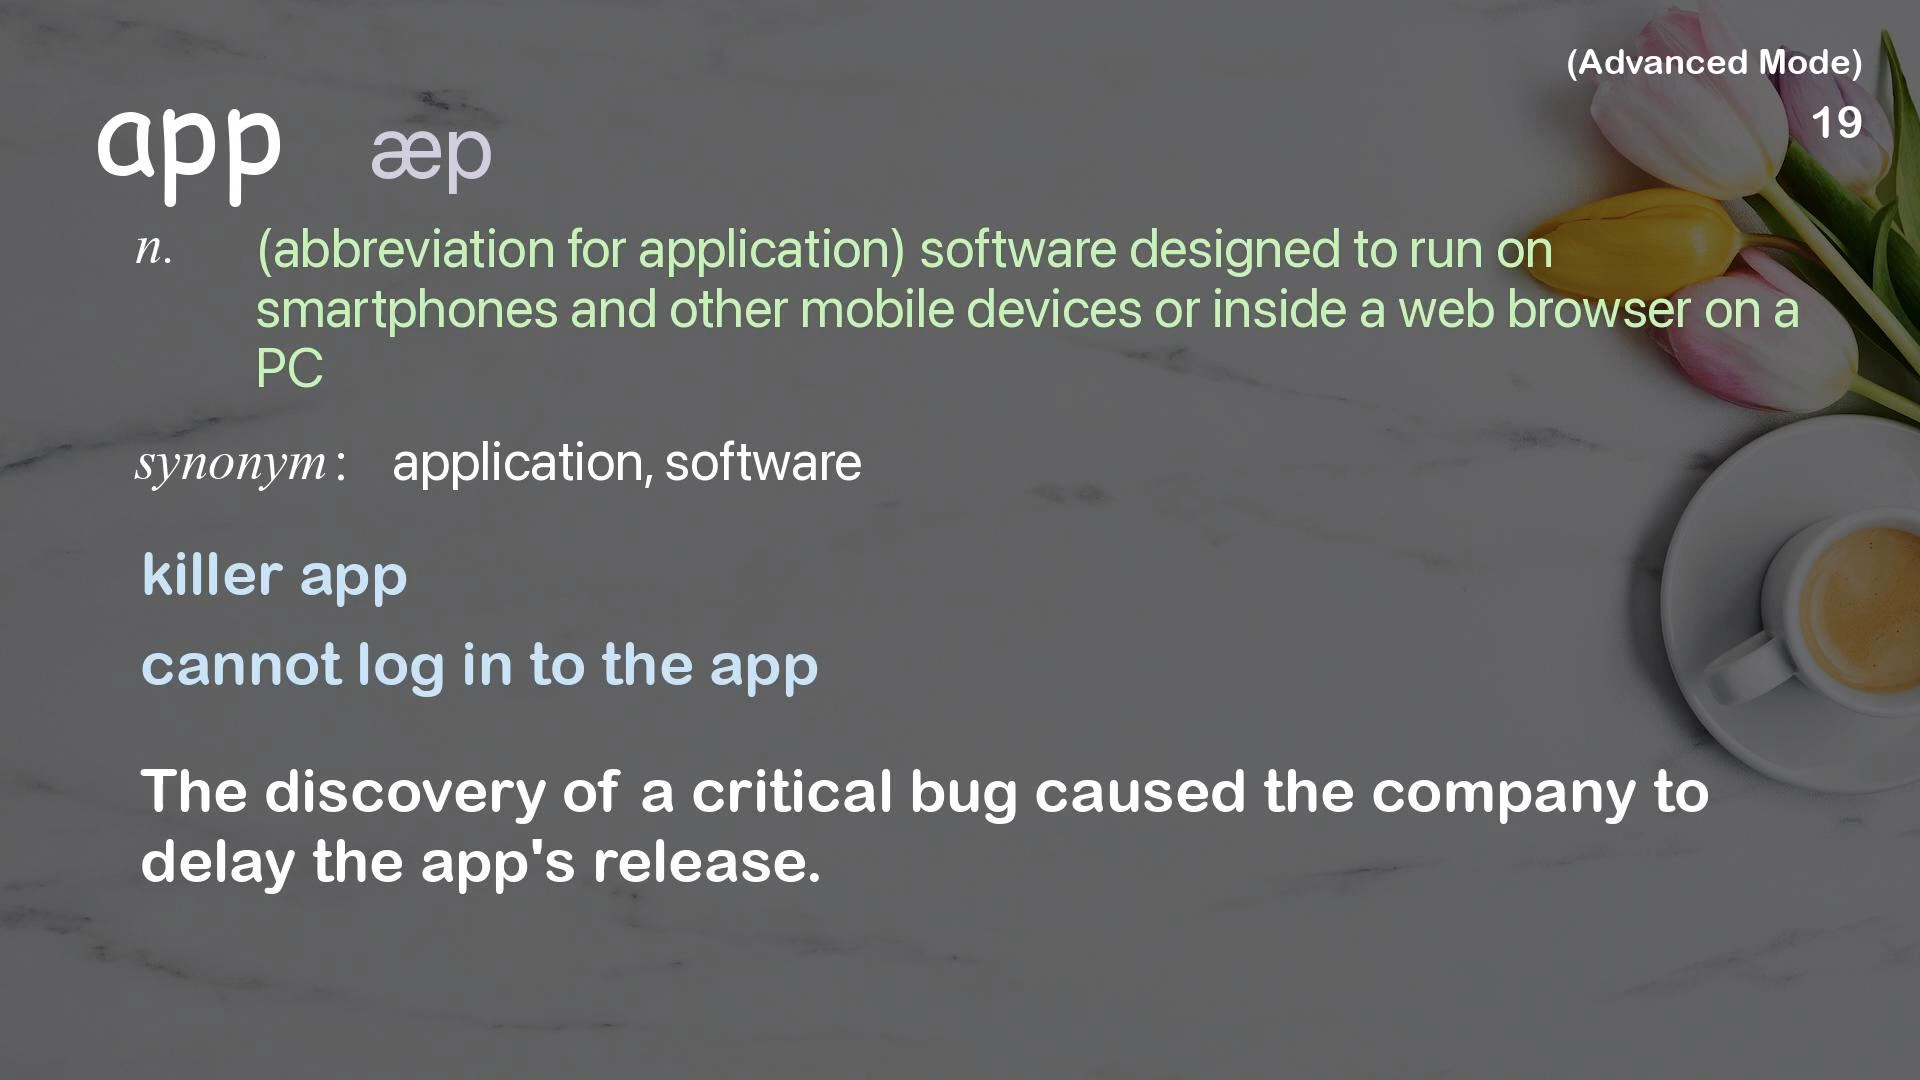 (Advanced Mode)
19
app æp
n. (abbreviation for application) software designed to run on
smartphones and other mobile devices or inside a web browser on a
PC
synonym: application, software
killer app
cannot log in to the app
The discovery of a critical bug caused the company to
delay the app's release.